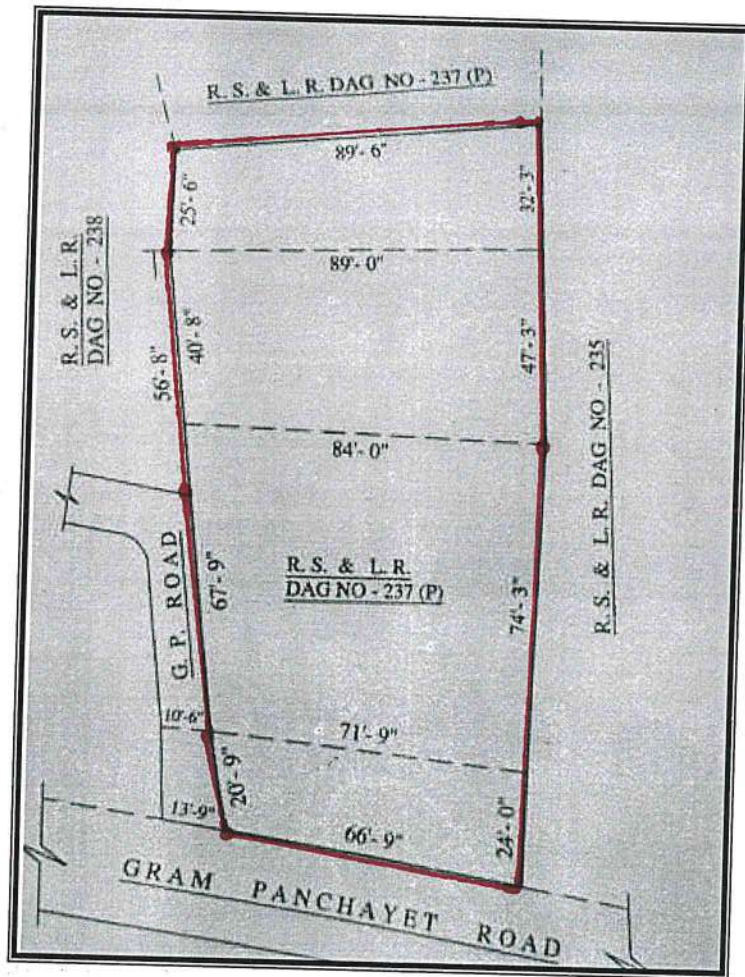 R. S. & L. R. DAG NO - 237 (P)
89'- 6"
25'- 6"
32'- 3"
R. S. & L. R.
DAG NO - 238
89'- 0"
56'- 8"
40'- 8"
47'- 3"
84'- 0"
R. S. & L. R. DAG NO - 235
G. P. ROAD
67'- 9"
R. S. & L. R.
DAG NO - 237 (P)
74'- 3"
10'-6"
71'- 9"
20'- 9"
13'-9"
66'- 9"
24'- 0"
GRAM PANCHAYET ROAD